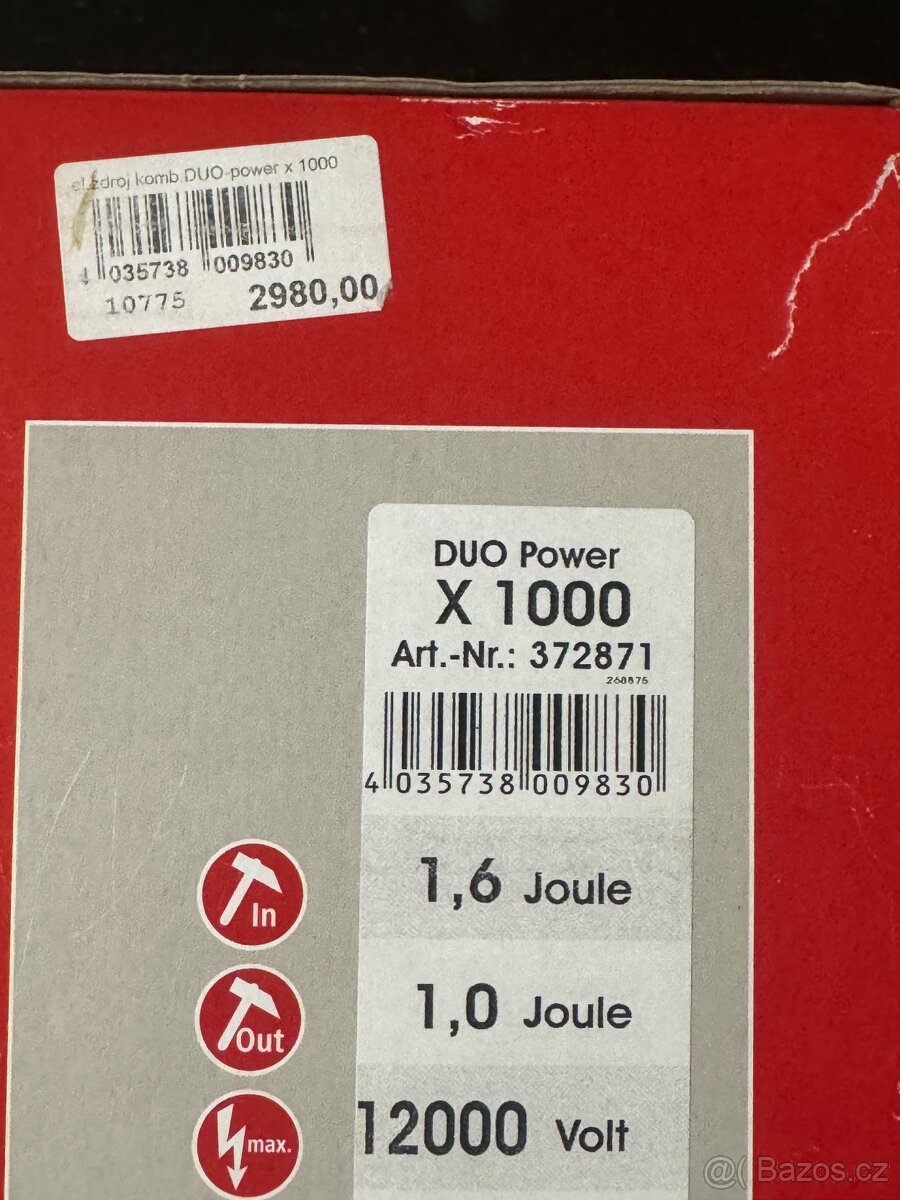 el.zdroj komb.DUO-power x 1000
4 035738 009830
10775 2980,00
DUO Power
X 1000
Art.-Nr.: 372871
268875
4 035738 009830
In
1,6 Joule
Out
1,0 Joule
max.
12000 Volt
@( Bazos.cz